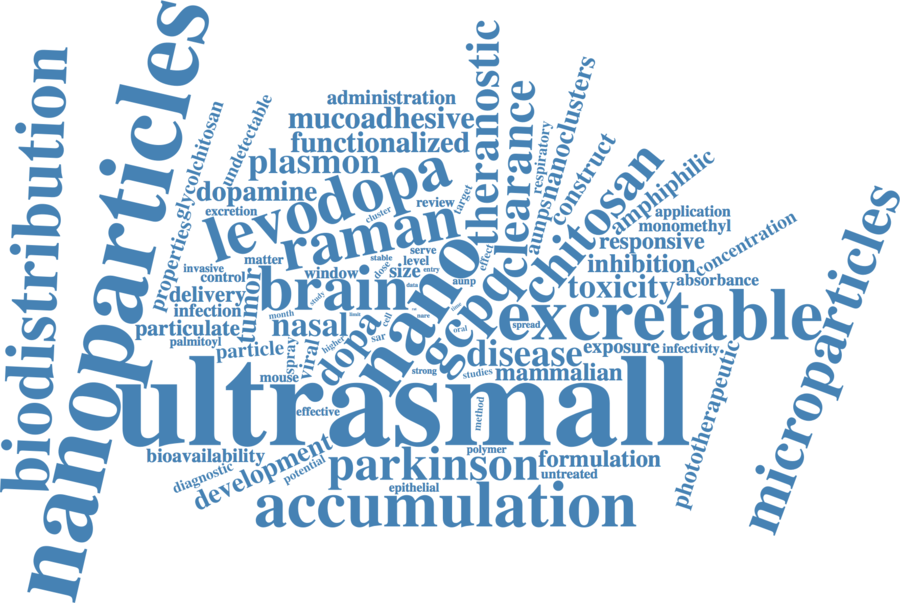 biodistribution
nanoparticles
ultrasmall
excretable
microparticles
accumulation
parkinson
levodopa
raman
brain
nano
gcpq
chitosan
clearance
theranostic
nanoclusters
aunps
respiratory
construct
amphiphilic
administration
mucoadhesive
functionalized
plasmon
dopamine
excretion
undetectable
glycolchitosan
properties
cluster
review
target
application
monomethyl
responsive
concentration
inhibition
absorbance
toxicity
matter
invasive
control
delivery
infection
particulate
palmitoyl
particle
tumor
window
stable
serve
level
size
dose
entry
data
effect
aunp
study
month
limit
nasal
spray
viral
higher
dopa
sar
cell
rare
time
oral
spread
strong
studies
disease
exposure
infectivity
mammalian
mouse
effective
method
polymer
phototherapeutic
bioavailability
diagnostic
development
potential
epithelial
formulation
untreated